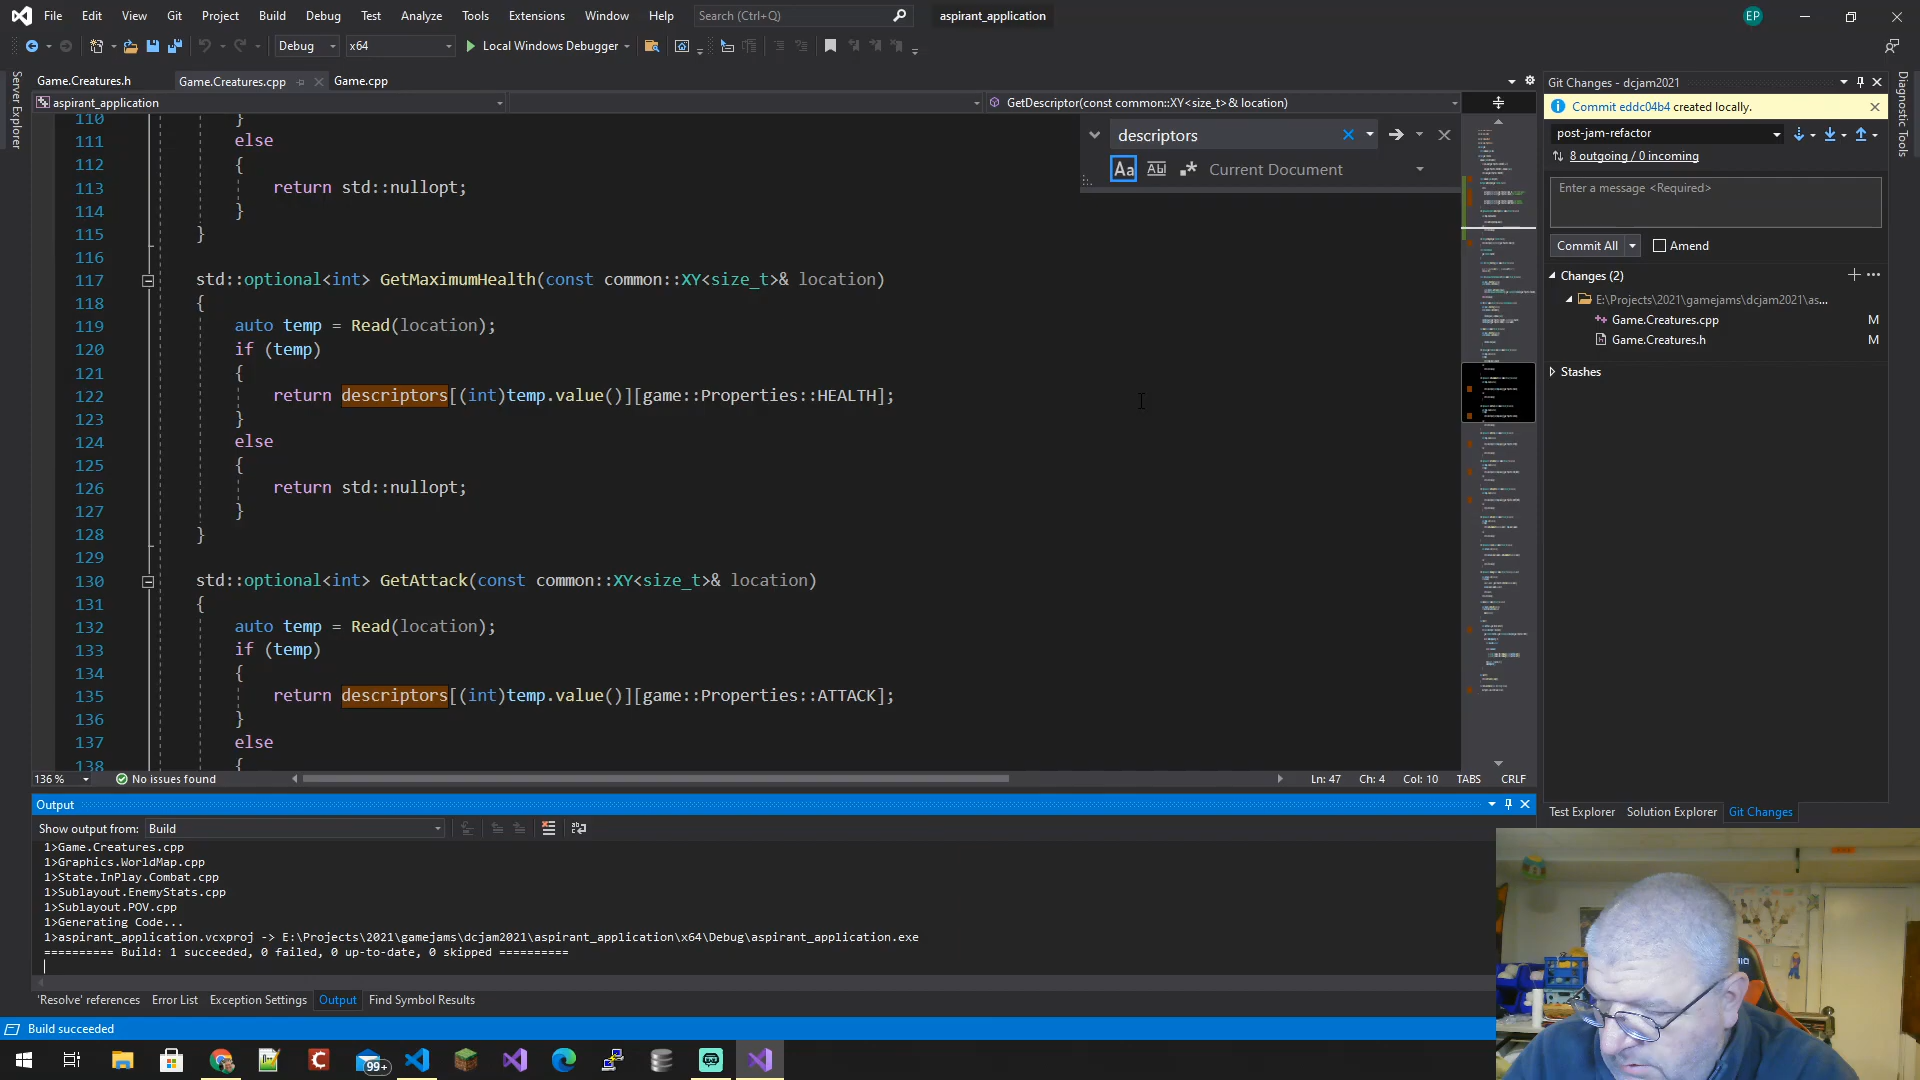 File Edit View Git Project Build Debug Test Analyze Tools Extensions Window Help Search (Ctrl+Q) aspirant_application EP
Debug x64 Local Windows Debugger
Game.Creatures.h Game.Creatures.cpp Game.cpp
aspirant_application GetDescriptor(const common::XY<size_t>& location)
descriptors
Aa Abl .* Current Document
110 }
111 else
112 {
113 return std::nullopt;
114 }
115 }
116
117 std::optional<int> GetMaximumHealth(const common::XY<size_t>& location)
118 {
119 auto temp = Read(location);
120 if (temp)
121 {
122 return descriptors[(int)temp.value()][game::Properties::HEALTH];
123 }
124 else
125 {
126 return std::nullopt;
127 }
128 }
129
130 std::optional<int> GetAttack(const common::XY<size_t>& location)
131 {
132 auto temp = Read(location);
133 if (temp)
134 {
135 return descriptors[(int)temp.value()][game::Properties::ATTACK];
136 }
137 else
138 {
136 % No issues found Ln: 47 Ch: 4 Col: 10 TABS CRLF
Output
Show output from: Build
1>Game.Creatures.cpp
1>Graphics.WorldMap.cpp
1>State.InPlay.Combat.cpp
1>Sublayout.EnemyStats.cpp
1>Sublayout.POV.cpp
1>Generating Code...
1>aspirant_application.vcxproj -> E:\Projects\2021\gamejams\dcjam2021\aspirant_application\x64\Debug\aspirant_application.exe
========== Build: 1 succeeded, 0 failed, 0 up-to-date, 0 skipped ==========
'Resolve' references Error List Exception Settings Output Find Symbol Results
Build succeeded
99+
Server Explorer
Git Changes - dcjam2021
Commit eddc04b4 created locally.
post-jam-refactor
8 outgoing / 0 incoming
Enter a message <Required>
Commit All Amend
Changes (2)
E:\Projects\2021\gamejams\dcjam2021\as...
Game.Creatures.cpp M
Game.Creatures.h M
Stashes
Test Explorer Solution Explorer Git Changes
Diagnostic Tools